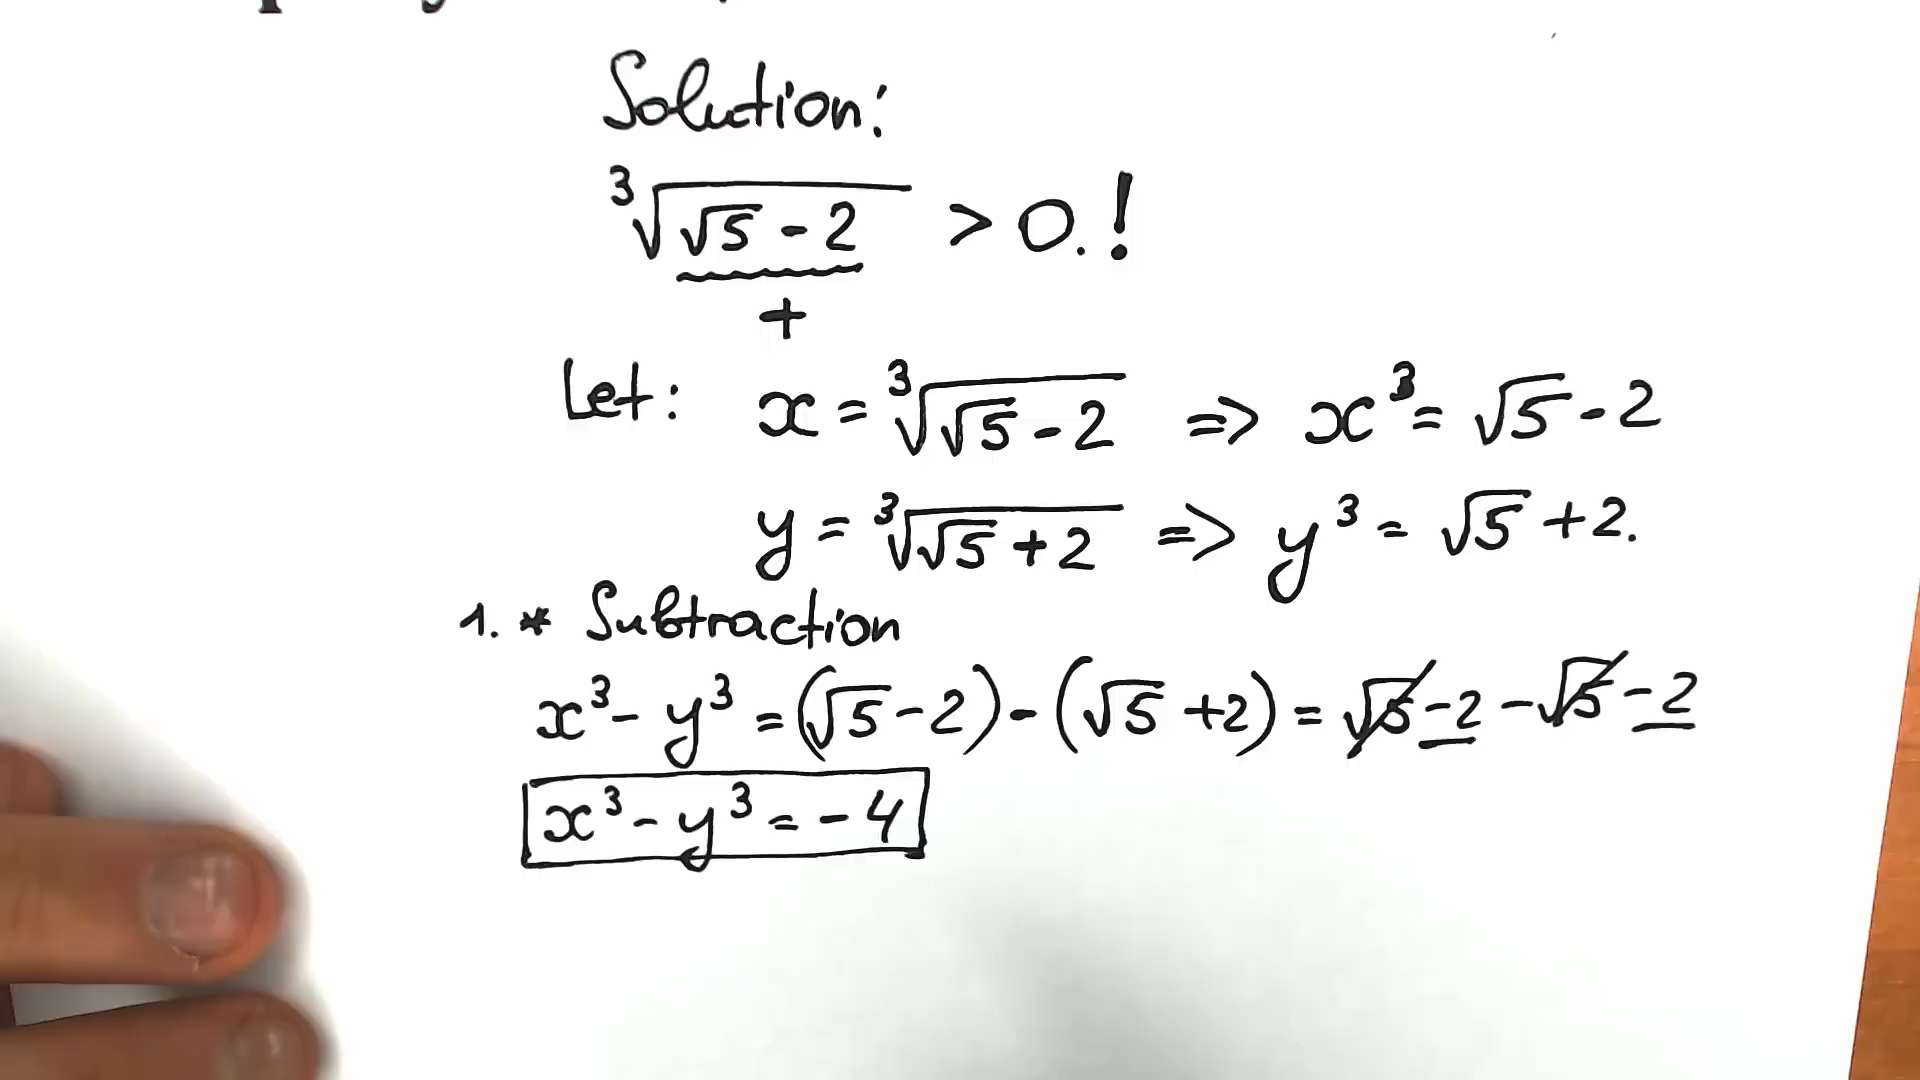 Solution:
∛(√5 - 2) > 0.!
+
Let: x = ∛(√5 - 2) => x³ = √5 - 2
y = ∛(√5 + 2) => y³ = √5 + 2.
1. * Subtraction
x³ - y³ = (√5 - 2) - (√5 + 2) = √5 - 2 - √5 - 2
x³ - y³ = - 4